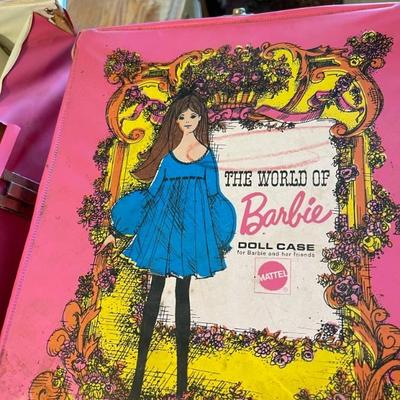 THE WORLD OF
Barbie
DOLL CASE
for Barbie and her friends
MATTEL